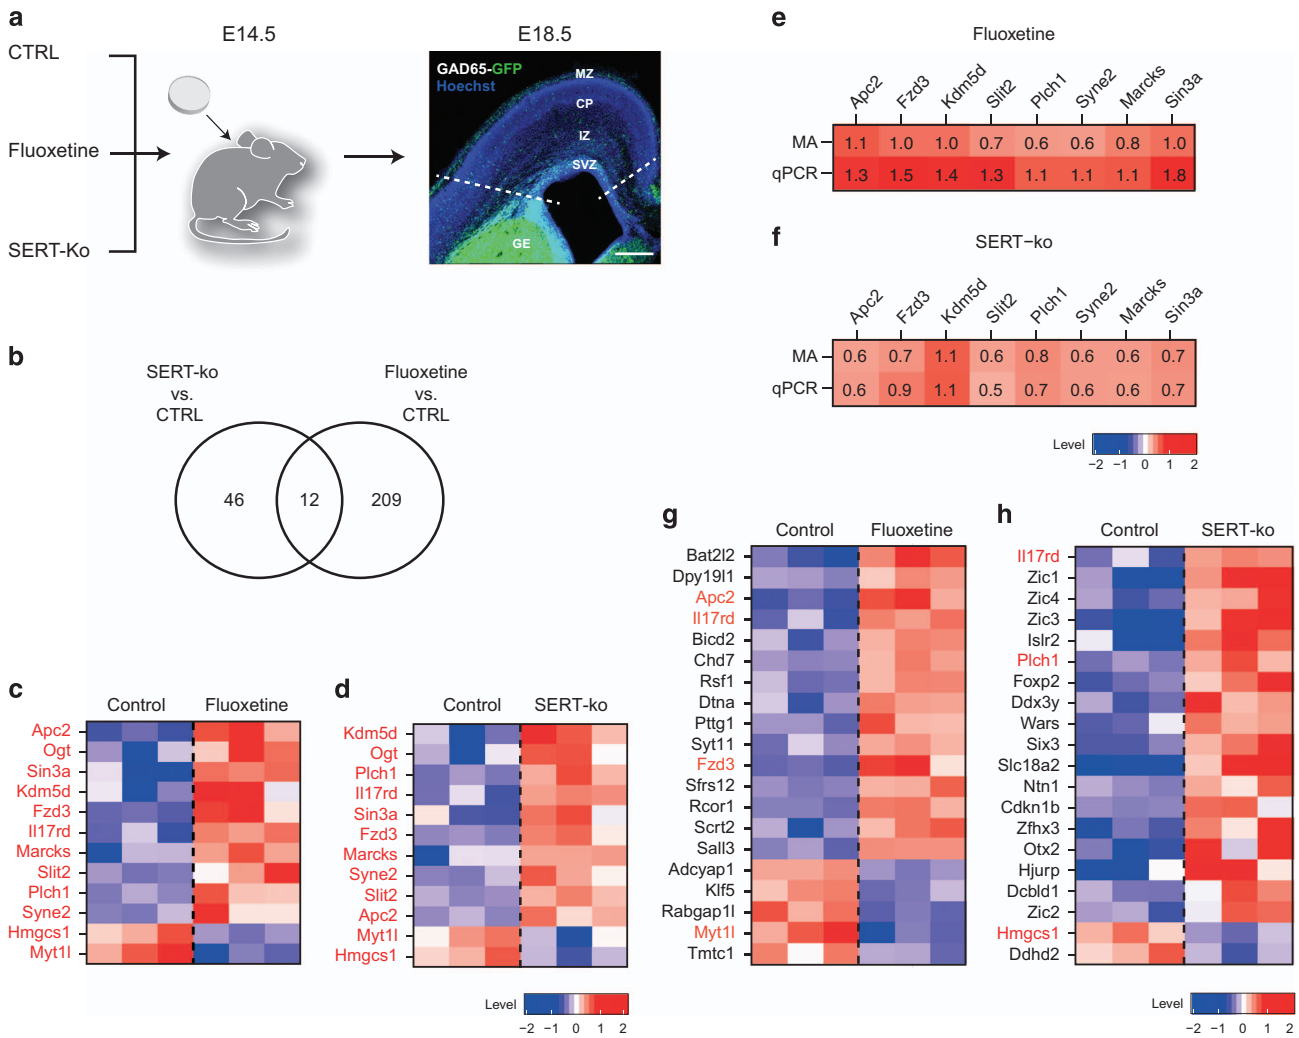 a
CTRL
Fluoxetine
SERT-Ko
E14.5
E18.5
GAD65-GFP
Hoechst
MZ
CP
IZ
SVZ
GE
b
SERT-ko
vs.
CTRL
Fluoxetine
vs.
CTRL
46 12 209
c
Control Fluoxetine
Apc2
Ogt
Sin3a
Kdm5d
Fzd3
Il17rd
Marcks
Slit2
Plch1
Syne2
Hmgcs1
Myt1l
d
Control SERT-ko
Kdm5d
Ogt
Plch1
Il17rd
Sin3a
Fzd3
Marcks
Syne2
Slit2
Apc2
Myt1l
Hmgcs1
Level
−2 −1 0 1 2
e
Fluoxetine
Apc2 Fzd3 Kdm5d Slit2 Plch1 Syne2 Marcks Sin3a
MA 1.1 1.0 1.0 0.7 0.6 0.6 0.8 1.0
qPCR 1.3 1.5 1.4 1.3 1.1 1.1 1.1 1.8
f
SERT−ko
Apc2 Fzd3 Kdm5d Slit2 Plch1 Syne2 Marcks Sin3a
MA 0.6 0.7 1.1 0.6 0.8 0.6 0.6 0.7
qPCR 0.6 0.9 1.1 0.5 0.7 0.6 0.6 0.7
Level
−2 −1 0 1 2
g
Control Fluoxetine
Bat2l2
Dpy19l1
Apc2
Il17rd
Bicd2
Chd7
Rsf1
Dtna
Pttg1
Syt11
Fzd3
Sfrs12
Rcor1
Scrt2
Sall3
Adcyap1
Klf5
Rabgap1l
Myt1l
Tmtc1
h
Control SERT-ko
Il17rd
Zic1
Zic4
Zic3
Islr2
Plch1
Foxp2
Ddx3y
Wars
Six3
Slc18a2
Ntn1
Cdkn1b
Zfhx3
Otx2
Hjurp
Dcbld1
Zic2
Hmgcs1
Ddhd2
Level
−2 −1 0 1 2